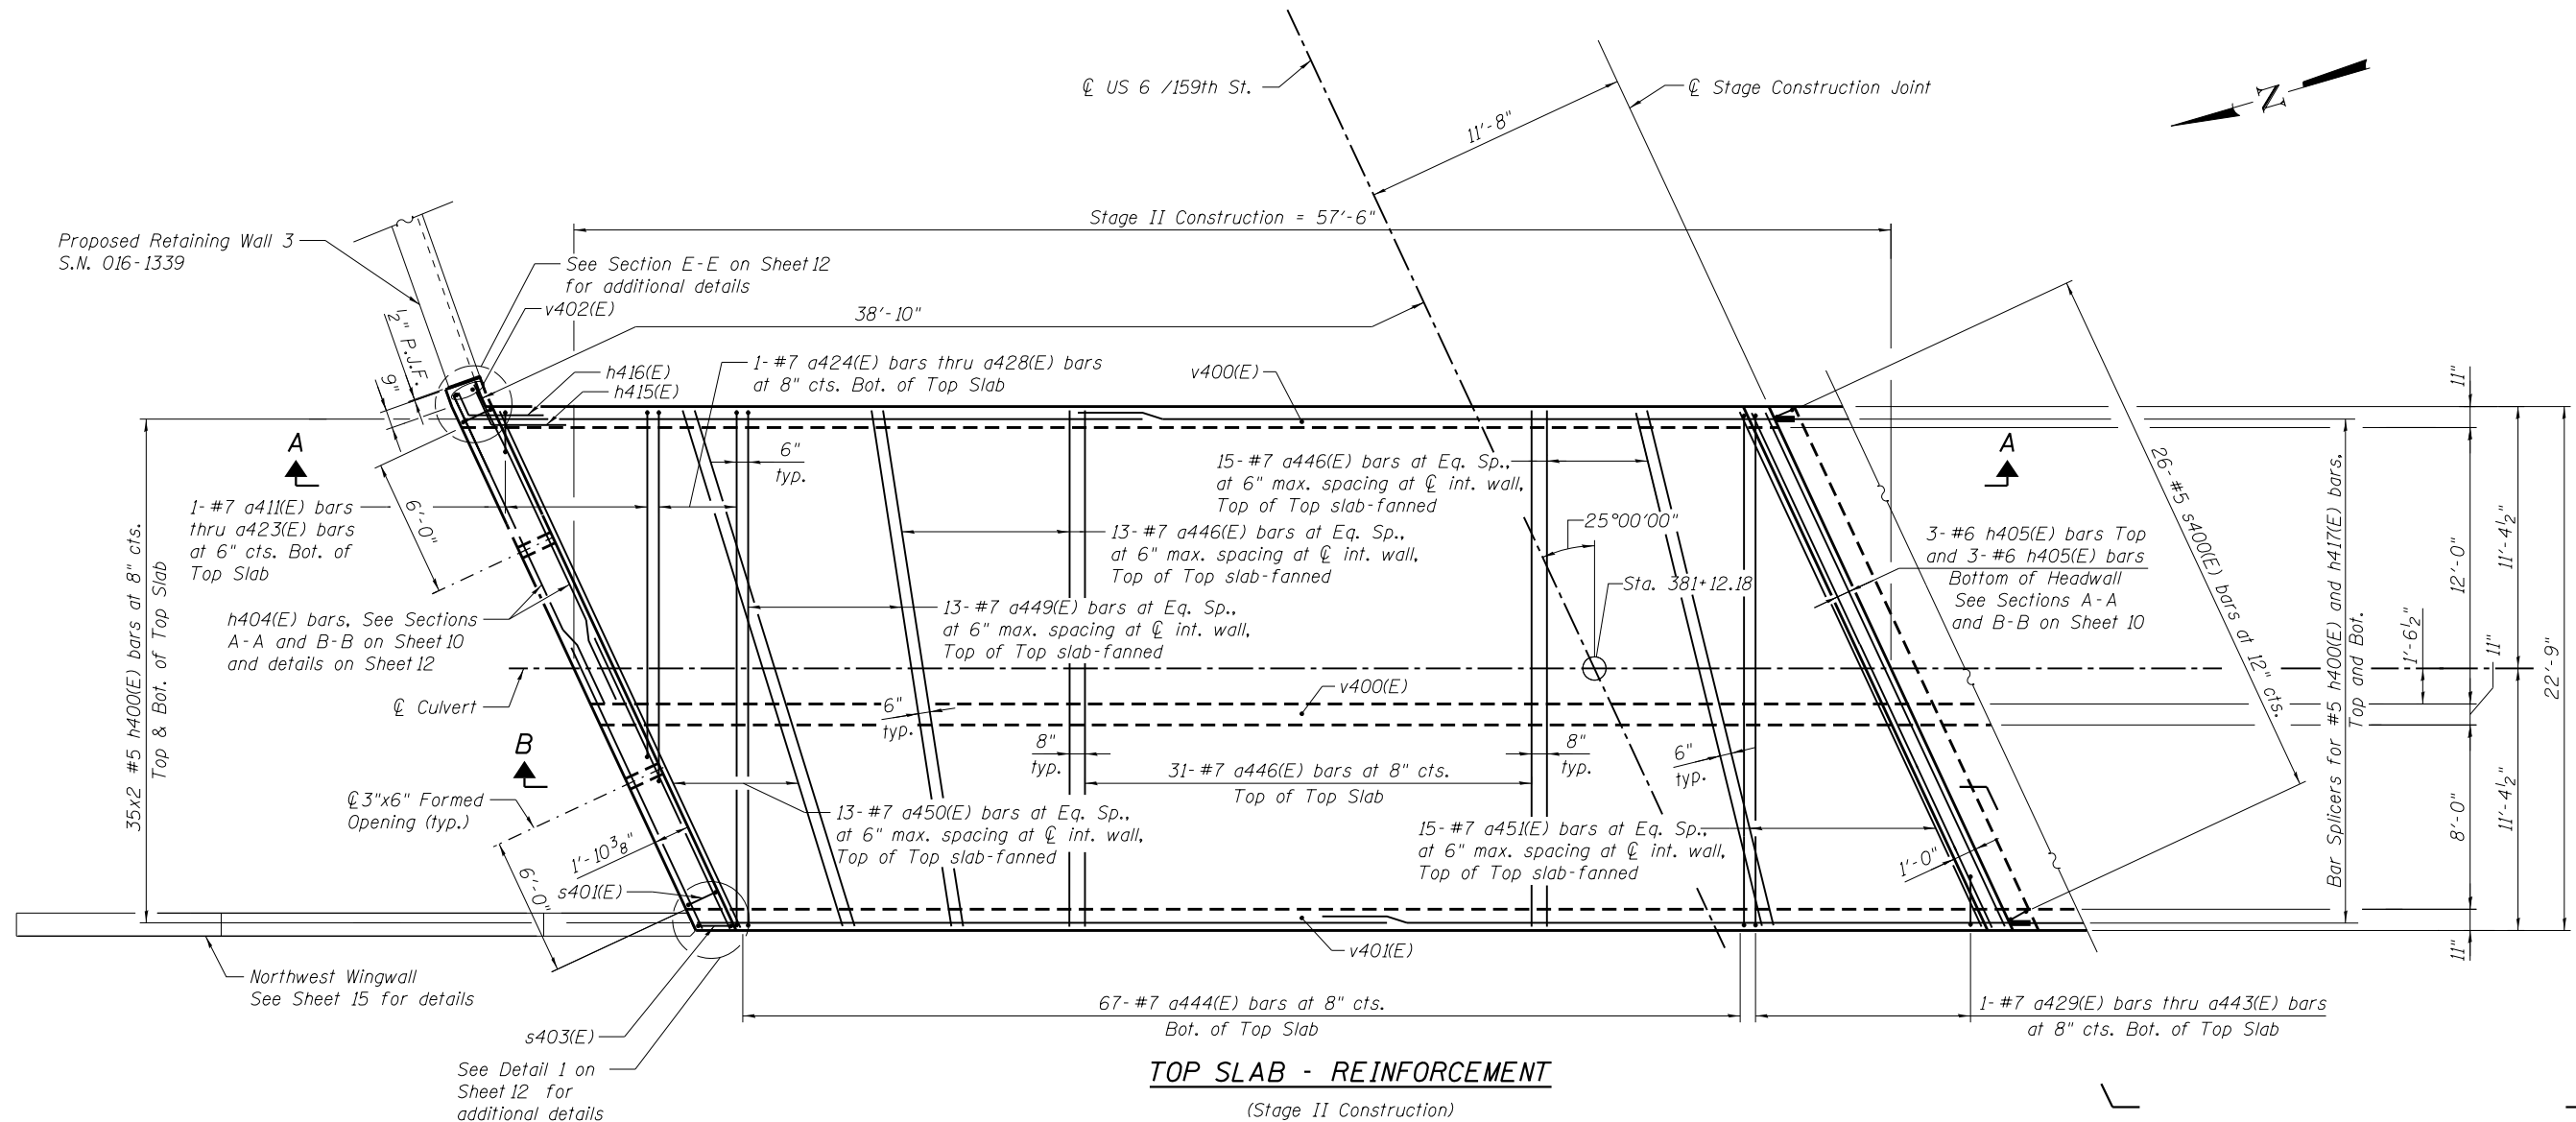 ℄ US 6 /159th St.
℄ Stage Construction Joint
N
11'-8"
Stage II Construction = 57'-6"
Proposed Retaining Wall 3
S.N. 016-1339
See Section E-E on Sheet 12
for additional details
v402(E)
38'-10"
½" P.J.F.
9"
h416(E)
h415(E)
1-#7 a424(E) bars thru a428(E) bars
at 8" cts. Bot. of Top Slab
v400(E)
11"
A
A
6"
typ.
1-#7 a411(E) bars
thru a423(E) bars
at 6" cts. Bot. of
Top Slab
6'-0"
15-#7 a446(E) bars at Eq. Sp.,
at 6" max. spacing at ℄ int. wall,
Top of Top slab-fanned
13-#7 a446(E) bars at Eq. Sp.,
at 6" max. spacing at ℄ int. wall,
Top of Top slab-fanned
25°00'00"
Sta. 381+12.18
3-#6 h405(E) bars Top
and 3-#6 h405(E) bars
Bottom of Headwall
See Sections A-A
and B-B on Sheet 10
26-#5 s400(E) bars at 12" cts.
h404(E) bars, See Sections
A-A and B-B on Sheet 10
and details on Sheet 12
13-#7 a449(E) bars at Eq. Sp.,
at 6" max. spacing at ℄ int. wall,
Top of Top slab-fanned
35x2 #5 h400(E) bars at 8" cts.
Top & Bot. of Top Slab
Bar Splicers for #5 h400(E) and h417(E) bars,
Top and Bot.
12'-0"
11'-4½"
1'-6½"
11"
22'-9"
℄ Culvert
v400(E)
6"
typ.
B
8"
typ.
8"
typ.
6"
typ.
31-#7 a446(E) bars at 8" cts.
Top of Top Slab
℄ 3"x6" Formed
Opening (typ.)
13-#7 a450(E) bars at Eq. Sp.,
at 6" max. spacing at ℄ int. wall,
Top of Top slab-fanned
15-#7 a451(E) bars at Eq. Sp.,
at 6" max. spacing at ℄ int. wall,
Top of Top slab-fanned
1'-10⅜"
6'-0"
1'-0"
8'-0"
11'-4½"
s401(E)
11"
v401(E)
Northwest Wingwall
See Sheet 15 for details
67-#7 a444(E) bars at 8" cts.
Bot. of Top Slab
1-#7 a429(E) bars thru a443(E) bars
at 8" cts. Bot. of Top Slab
s403(E)
See Detail 1 on
Sheet 12 for
additional details
TOP SLAB - REINFORCEMENT
(Stage II Construction)